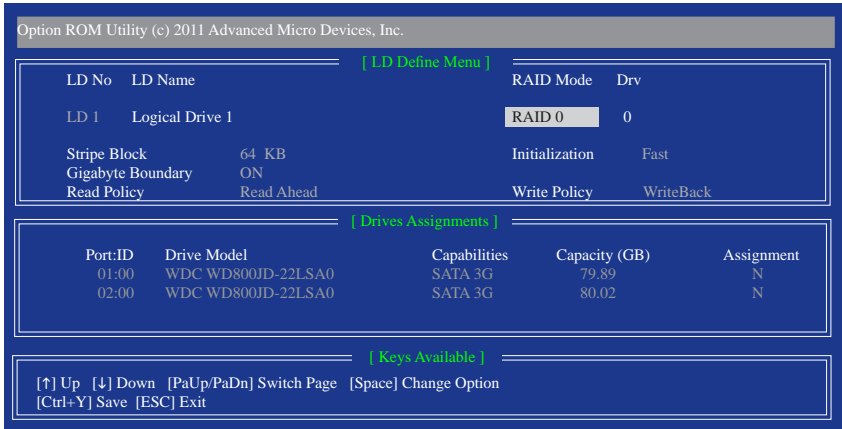 Option ROM Utility (c) 2011 Advanced Micro Devices, Inc.
[ LD Define Menu ]
LD No LD Name RAID Mode Drv
LD 1 Logical Drive 1 RAID 0 0
Stripe Block 64 KB Initialization Fast
Gigabyte Boundary ON
Read Policy Read Ahead Write Policy WriteBack
[ Drives Assignments ]
Port:ID Drive Model Capabilities Capacity (GB) Assignment
01:00 WDC WD800JD-22LSA0 SATA 3G 79.89 N
02:00 WDC WD800JD-22LSA0 SATA 3G 80.02 N
[ Keys Available ]
[↑] Up [↓] Down [PaUp/PaDn] Switch Page [Space] Change Option
[Ctrl+Y] Save [ESC] Exit